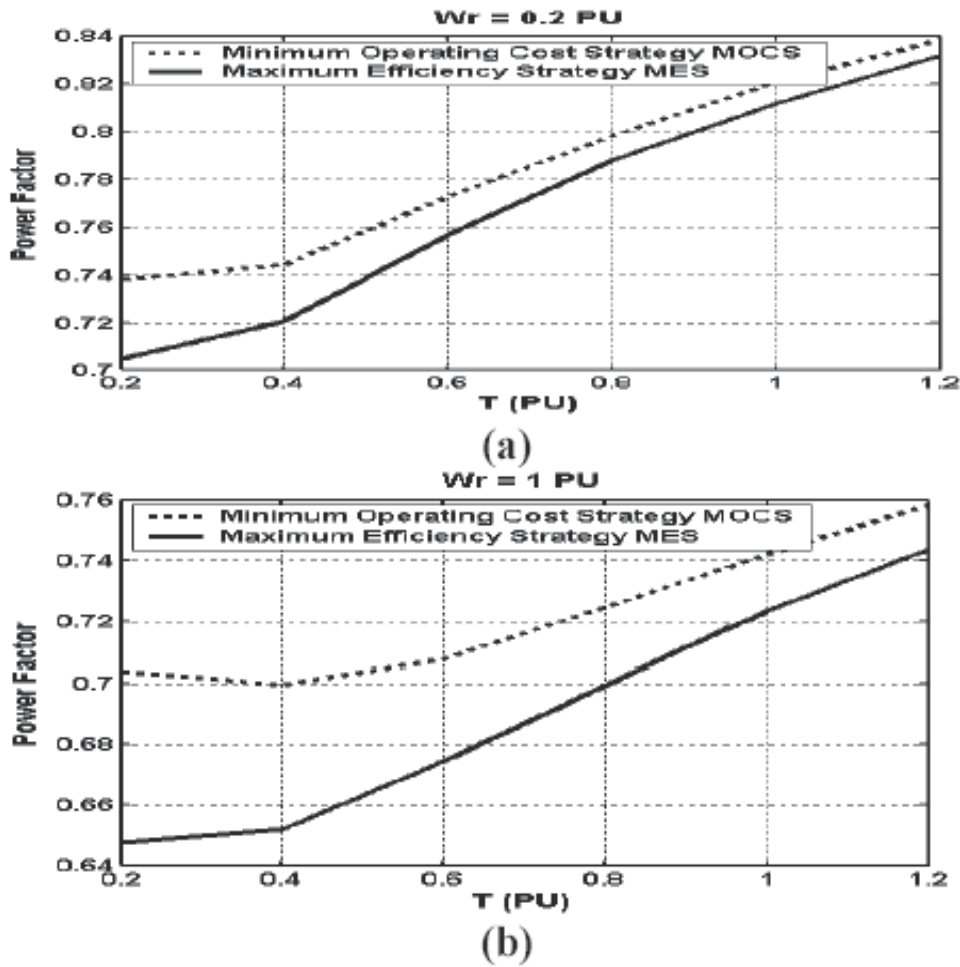 Wr = 0.2 PU
0.84
Minimum Operating Cost Strategy MOCS
Maximum Efficiency Strategy MES
0.82
0.8
0.78
0.76
0.74
0.72
0.7
Power Factor
0.2 0.4 0.6 0.8 1 1.2
T (PU)
(a)
Wr = 1 PU
0.76
Minimum Operating Cost Strategy MOCS
Maximum Efficiency Strategy MES
0.74
0.72
0.7
0.68
0.66
0.64
Power Factor
0.2 0.4 0.6 0.8 1 1.2
T (PU)
(b)